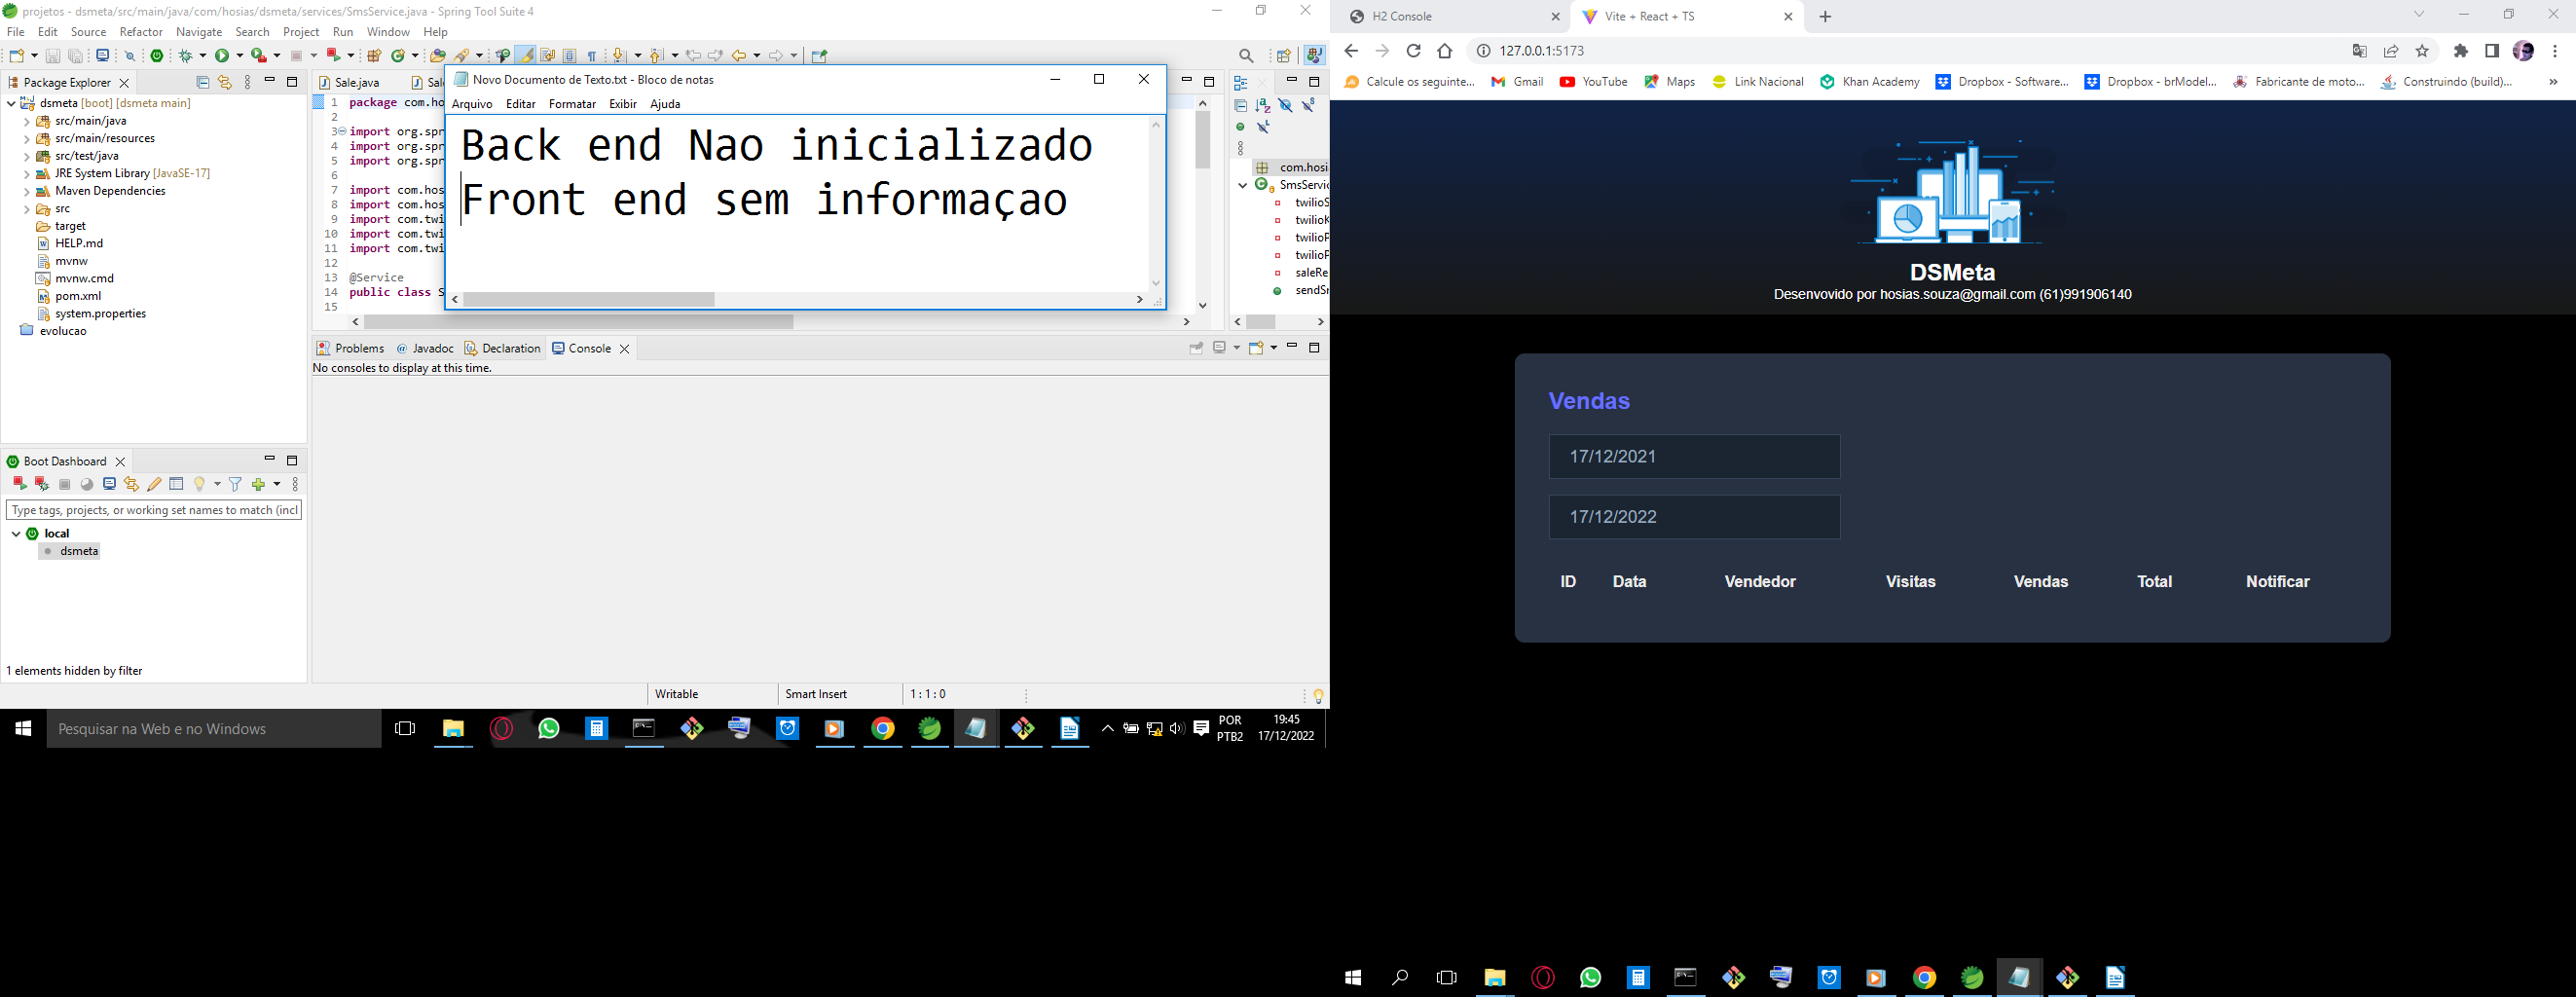 projetos - dsmeta/src/main/java/com/hosias/dsmeta/services/SmsService.java - Spring Tool Suite 4
File Edit Source Refactor Navigate Search Project Run Window Help
Package Explorer
dsmeta [boot] [dsmeta main]
src/main/java
src/main/resources
src/test/java
JRE System Library [JavaSE-17]
Maven Dependencies
src
target
HELP.md
mvnw
mvnw.cmd
pom.xml
system.properties
evolucao
Boot Dashboard
Type tags, projects, or working set names to match (incl
local
dsmeta
1 elements hidden by filter
Sale.java
Sal
1 package com.ho
2
3 import org.spr
4 import org.spr
5 import org.spr
6
7 import com.hos
8 import com.hos
9 import com.twi
10 import com.twi
11 import com.twi
12
13 @Service
14 public class S
15
Novo Documento de Texto.txt - Bloco de notas
Arquivo Editar Formatar Exibir Ajuda
Back end Nao inicializado
Front end sem informaçao
com.hosi
SmsServic
twilioS
twilioK
twilioP
twilioP
saleRe
sendSr
Problems Javadoc Declaration Console
No consoles to display at this time.
Writable Smart Insert 1 : 1 : 0
Pesquisar na Web e no Windows
POR
PTB2
19:45
17/12/2022
H2 Console
Vite + React + TS
127.0.0.1:5173
Calcule os seguinte... Gmail YouTube Maps Link Nacional Khan Academy Dropbox - Software... Dropbox - brModel... Fabricante de moto... Construindo (build)... »
DSMeta
Desenvovido por hosias.souza@gmail.com (61)991906140
Vendas
17/12/2021
17/12/2022
ID Data Vendedor Visitas Vendas Total Notificar